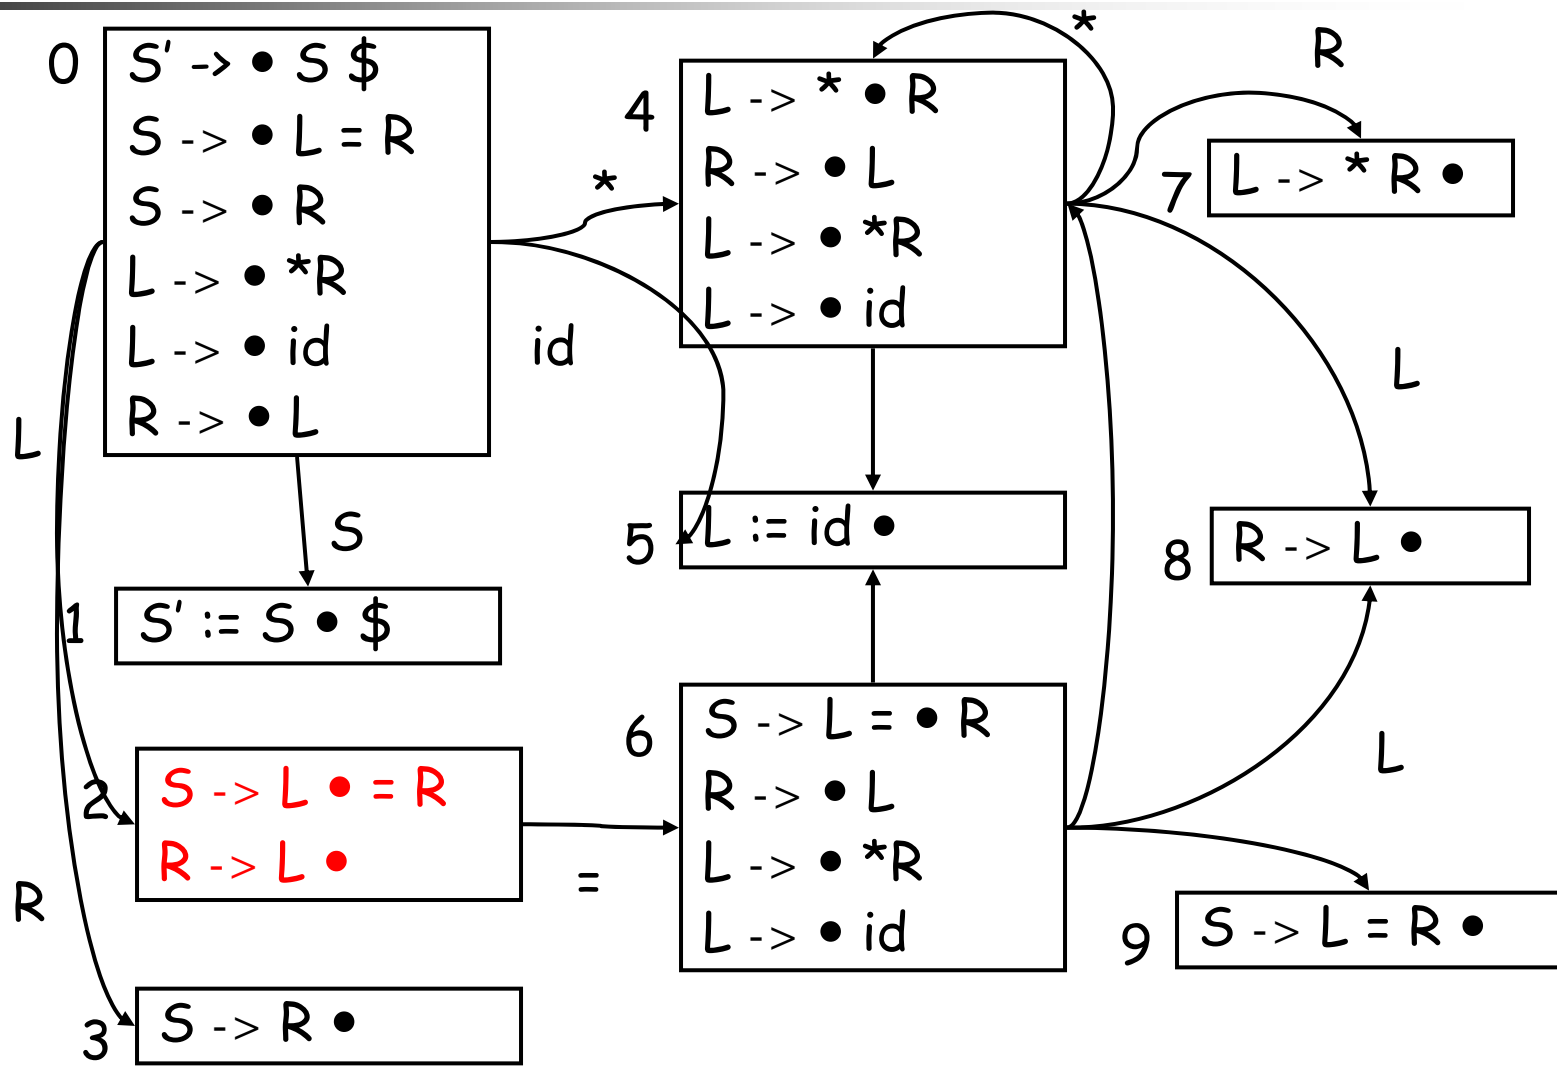 0
S' -> ● S $
S -> ● L = R
S -> ● R
L -> ● *R
L -> ● id
R -> ● L
*
id
L
S
R
1
S' := S ● $
2
S -> L ● = R
R -> L ●
=
3
S -> R ●
*
4
L -> * ● R
R -> ● L
L -> ● *R
L -> ● id
5
L := id ●
6
S -> L = ● R
R -> ● L
L -> ● *R
L -> ● id
R
7
L -> * R ●
L
8
R -> L ●
L
9
S -> L = R ●